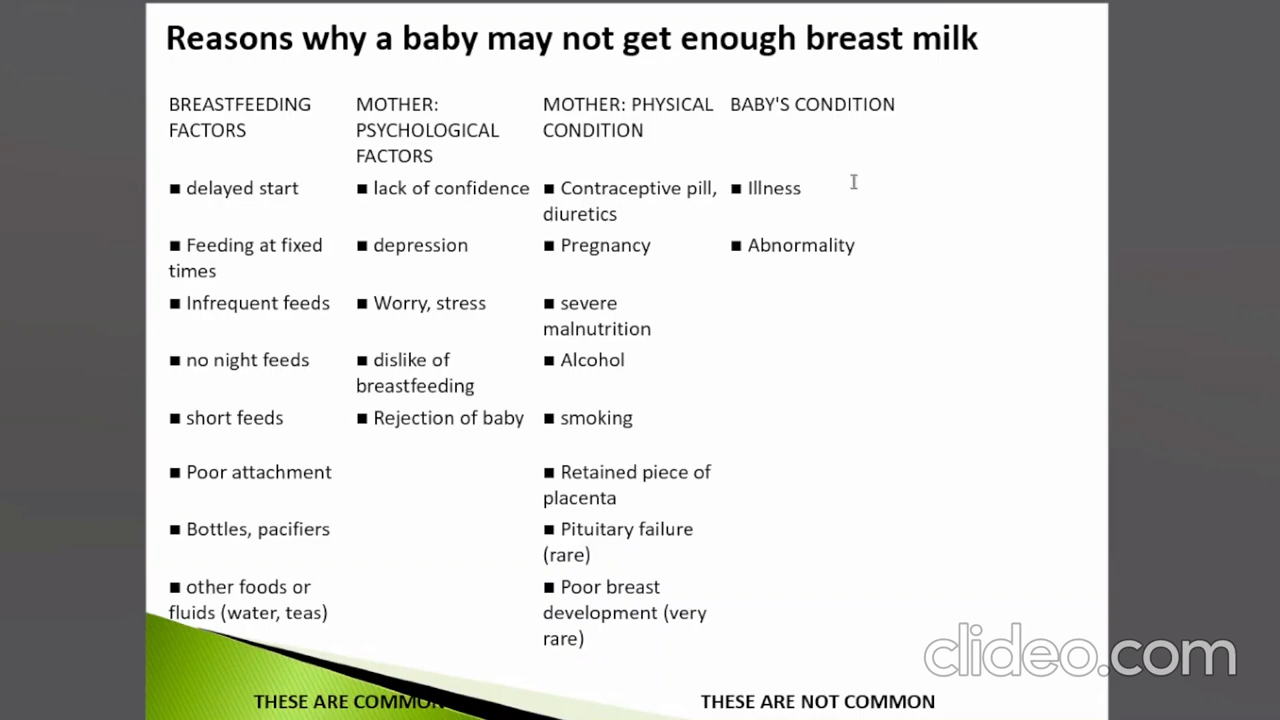 Reasons why a baby may not get enough breast milk
BREASTFEEDING
FACTORS
MOTHER:
PSYCHOLOGICAL
FACTORS
MOTHER: PHYSICAL
CONDITION
BABY'S CONDITION
■ delayed start
■ lack of confidence
■ Contraceptive pill,
diuretics
■ Illness
■ Feeding at fixed
times
■ depression
■ Pregnancy
■ Abnormality
■ Infrequent feeds
■ Worry, stress
■ severe
malnutrition
■ no night feeds
■ dislike of
breastfeeding
■ Alcohol
■ short feeds
■ Rejection of baby
■ smoking
■ Poor attachment
■ Retained piece of
placenta
■ Bottles, pacifiers
■ Pituitary failure
(rare)
■ other foods or
fluids (water, teas)
■ Poor breast
development (very
rare)
THESE ARE COMMON
THESE ARE NOT COMMON
clideo.com